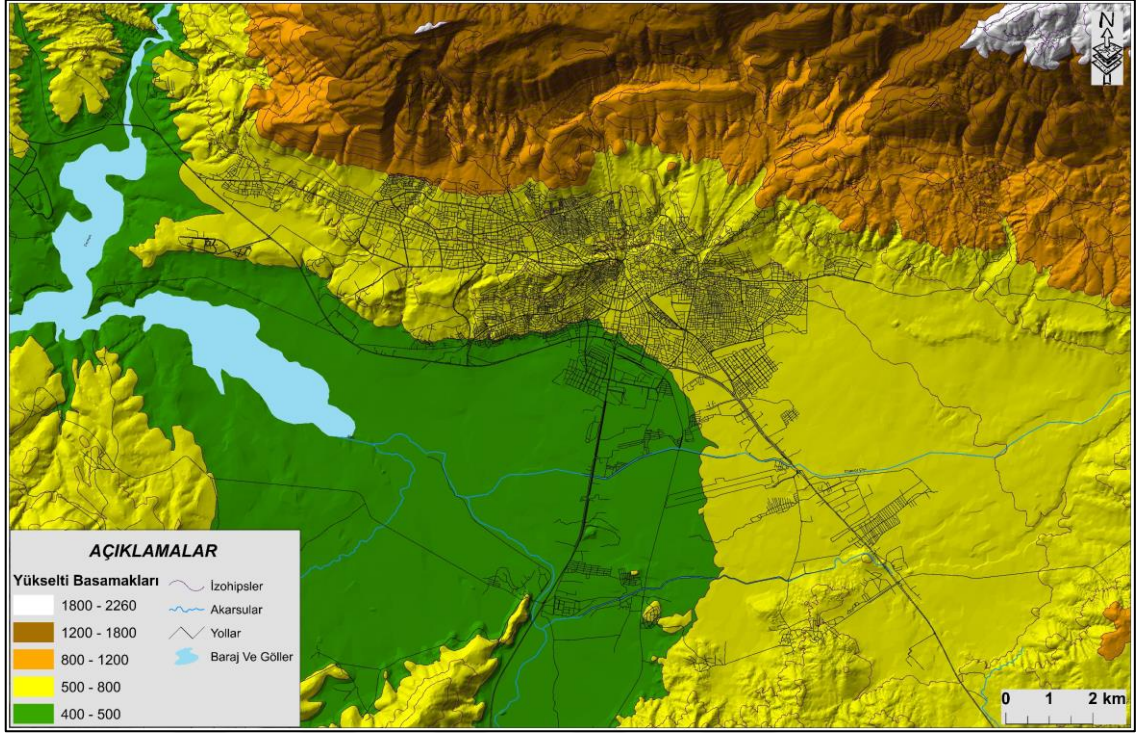 N
AÇIKLAMALAR
Yükselti Basamakları
1800 - 2260
1200 - 1800
800 - 1200
500 - 800
400 - 500
İzohipsler
Akarsular
Yollar
Baraj Ve Göller
0 1 2 km